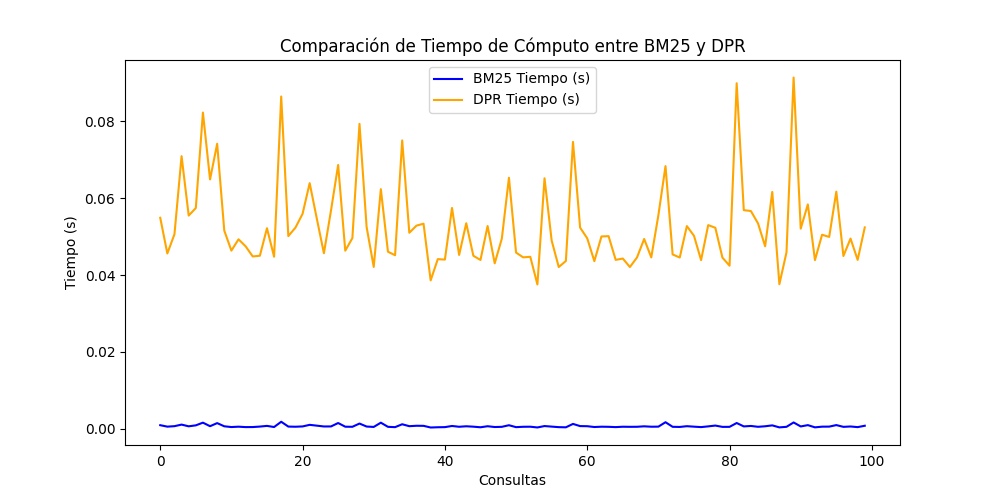 Comparación de Tiempo de Cómputo entre BM25 y DPR
BM25 Tiempo (s)
DPR Tiempo (s)
Tiempo (s)
0.08
0.06
0.04
0.02
0.00
0 20 40 60 80 100
Consultas